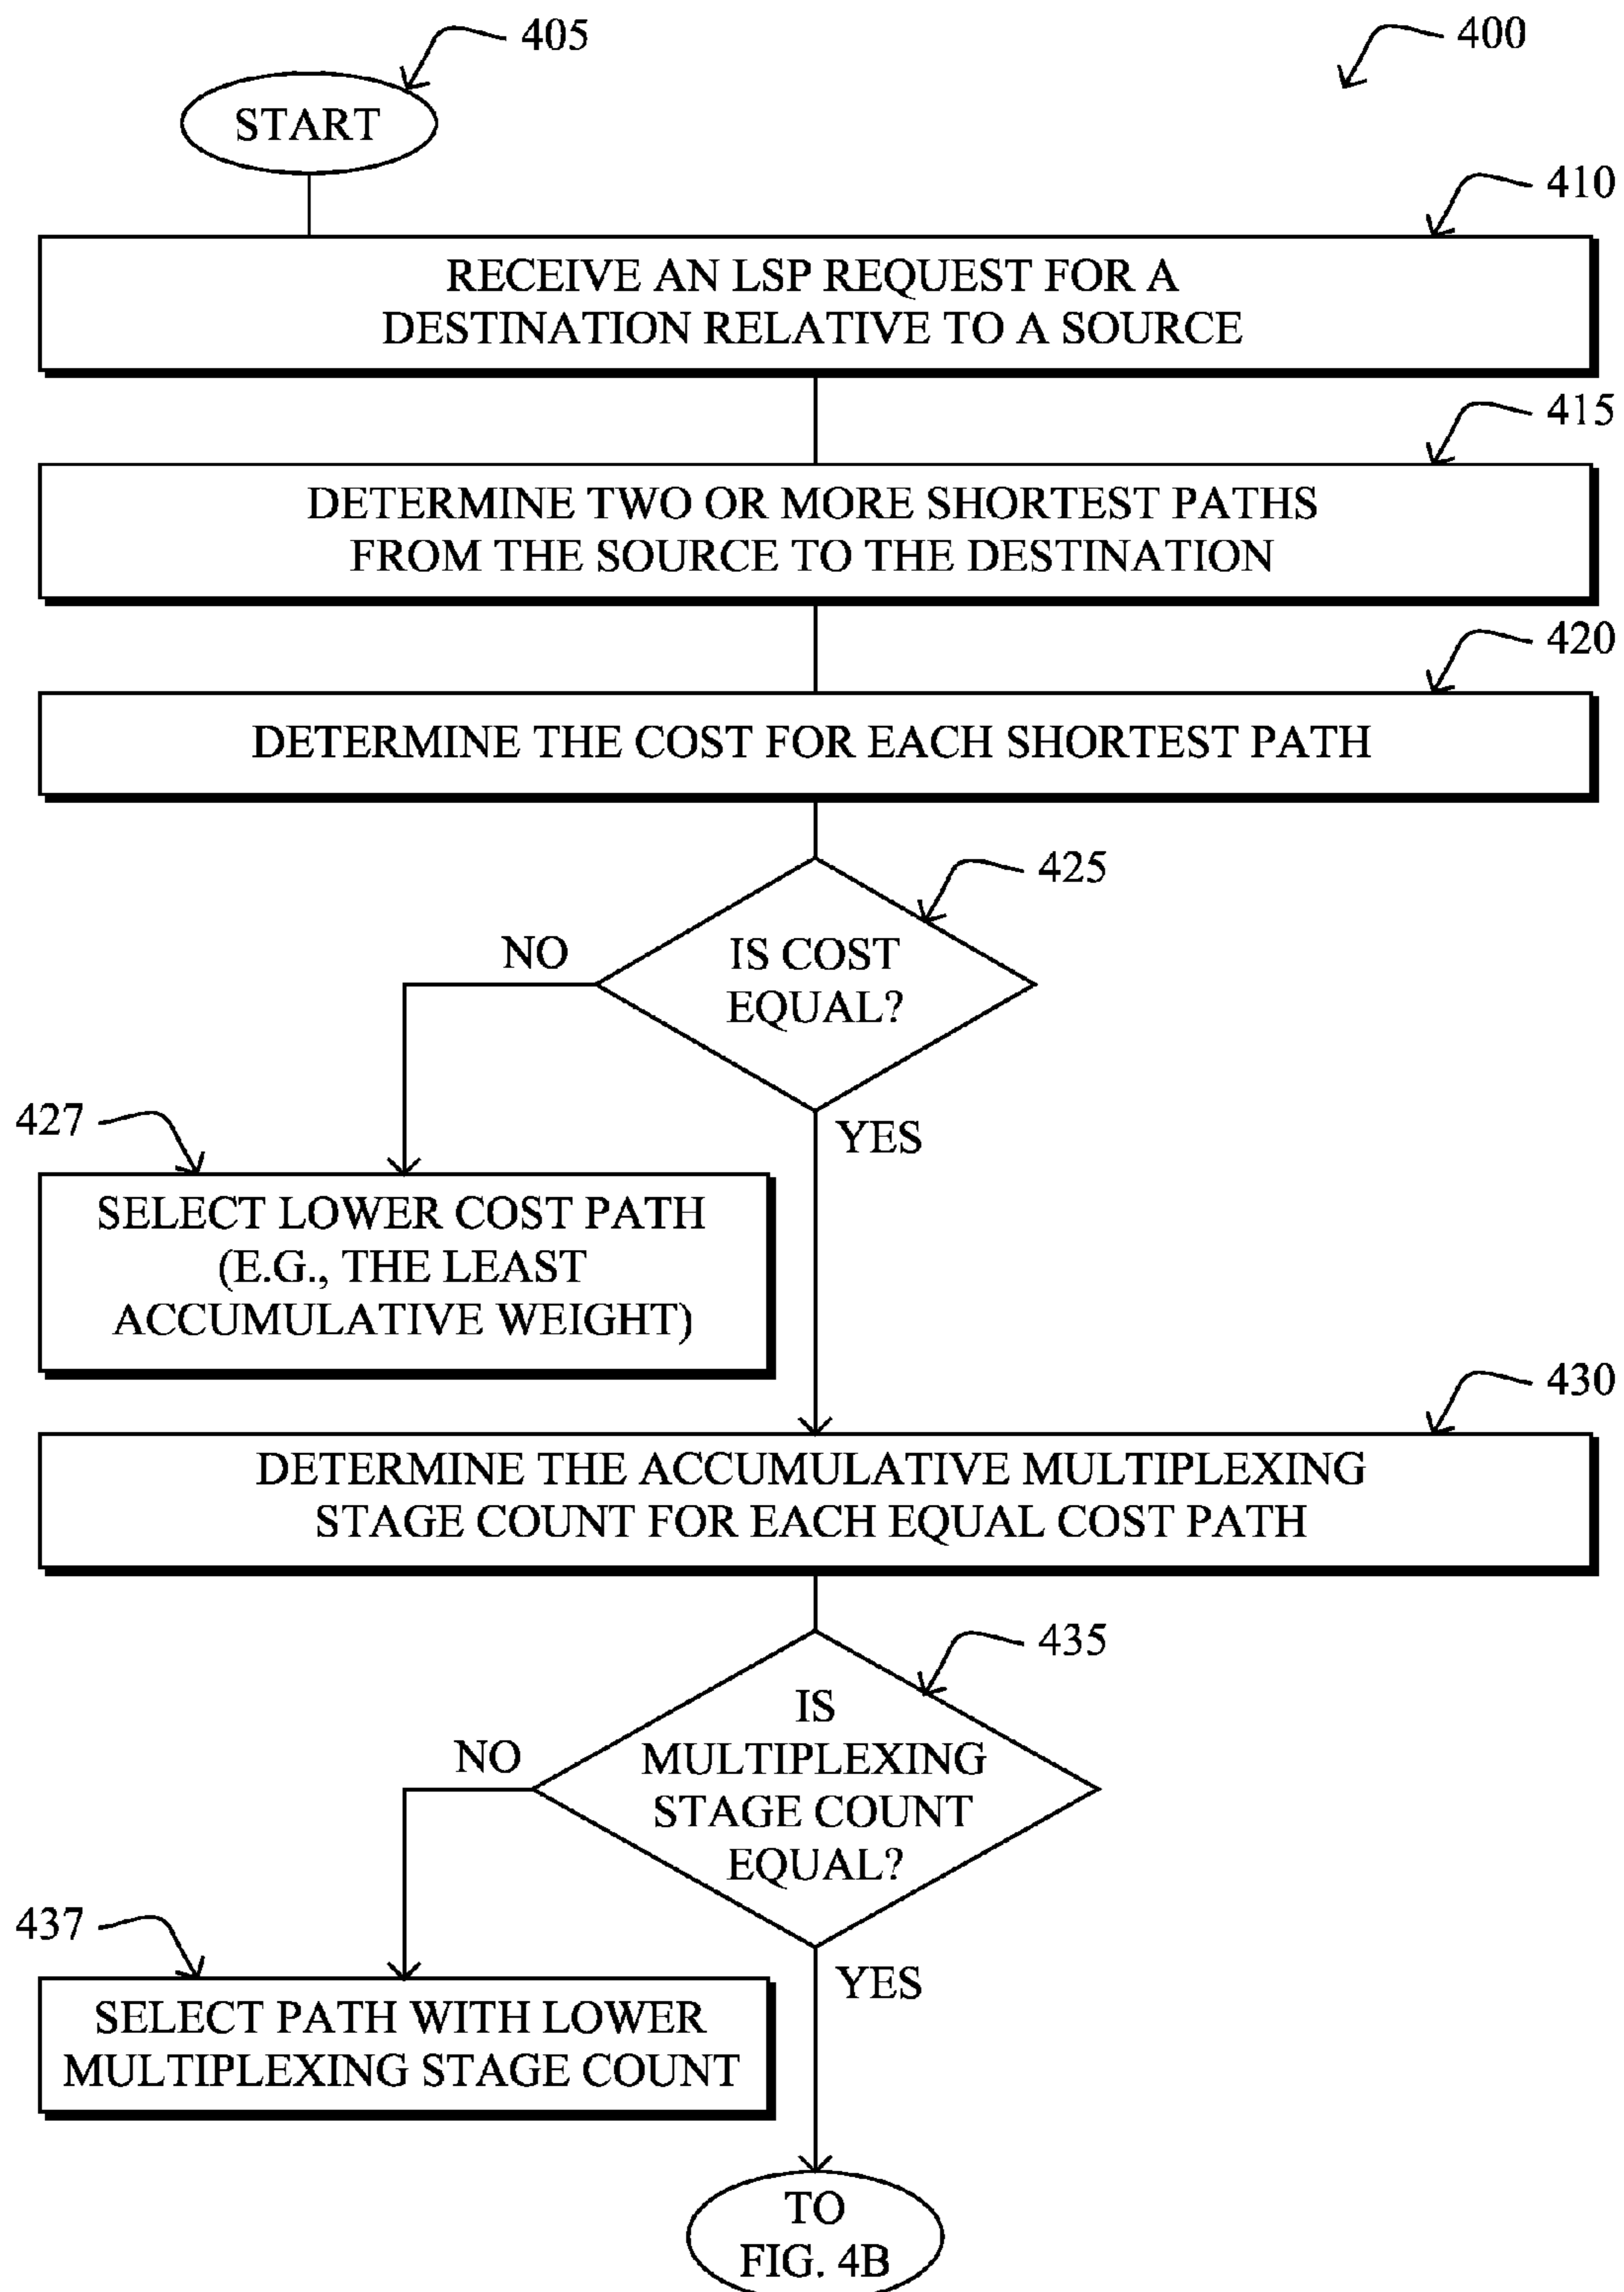 405
400
START
410
RECEIVE AN LSP REQUEST FOR A
DESTINATION RELATIVE TO A SOURCE
415
DETERMINE TWO OR MORE SHORTEST PATHS
FROM THE SOURCE TO THE DESTINATION
420
DETERMINE THE COST FOR EACH SHORTEST PATH
425
NO
IS COST
EQUAL?
427
YES
SELECT LOWER COST PATH
(E.G., THE LEAST
ACCUMULATIVE WEIGHT)
430
DETERMINE THE ACCUMULATIVE MULTIPLEXING
STAGE COUNT FOR EACH EQUAL COST PATH
435
NO
IS
MULTIPLEXING
STAGE COUNT
EQUAL?
437
YES
SELECT PATH WITH LOWER
MULTIPLEXING STAGE COUNT
TO
FIG. 4B